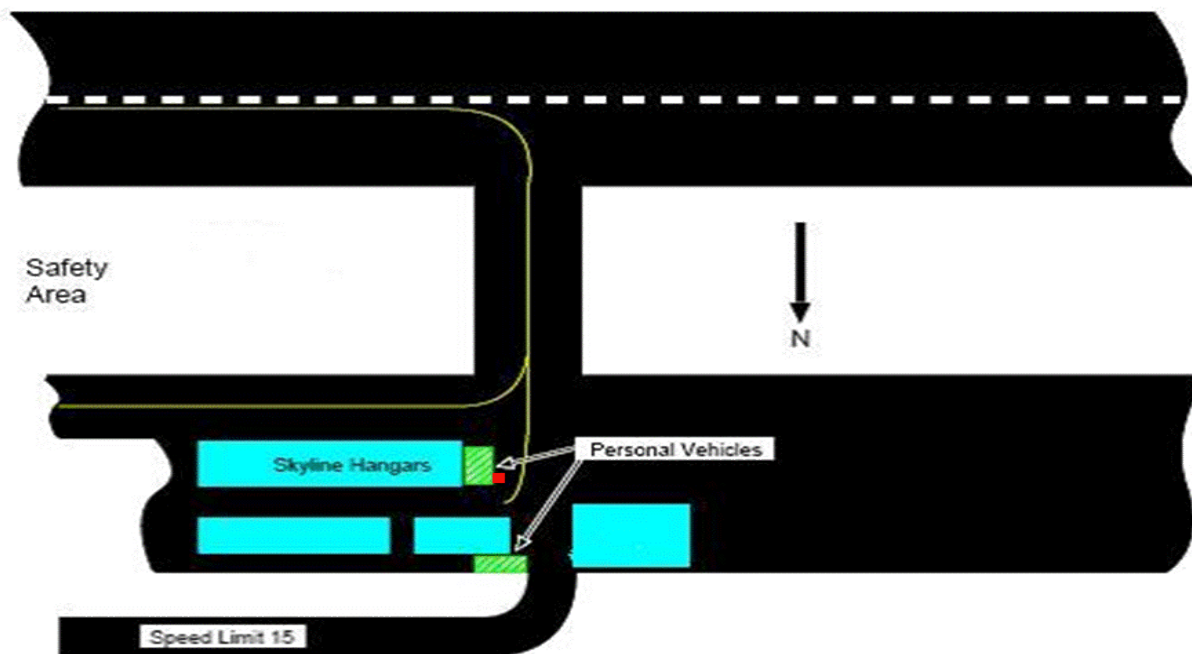 Safety
Area
N
Personal Vehicles
Skyline Hangars
Speed Limit 15